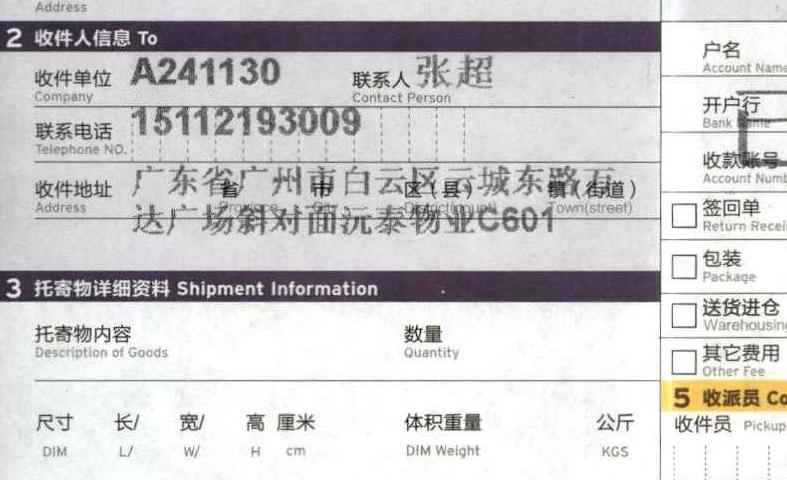 Address
2 收件人信息 To
收件单位 A241130 联系人 张超
Company Contact Person
联系电话 15112193009
Telephone NO.
收件地址 广东省广州市白云区云城东路万
Address Province City District(county) Town(street)
省 市 区(县) 镇(街道)
达广场斜对面沅泰物业C601
3 托寄物详细资料 Shipment Information
托寄物内容 数量
Description of Goods Quantity
尺寸 长/ 宽/ 高 厘米 体积重量 公斤
DIM L/ W/ H cm DIM Weight KGS
户名
Account Name
开户行
Bank Name
收款账号
Account Numb
签回单
Return Recei
包装
Package
送货进仓
Warehousing
其它费用
Other Fee
5 收派员 Co
收件员 Pickup